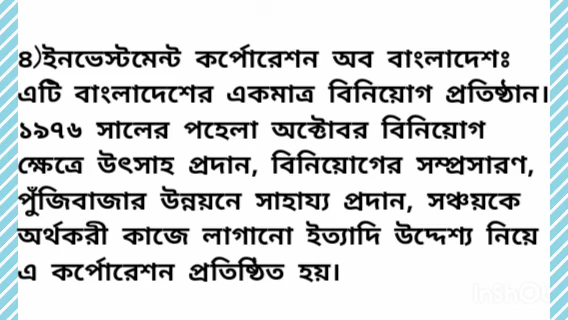 ৪)ইনভেস্টমেন্ট কর্পোরেশন অব বাংলাদেশঃ
এটি বাংলাদেশের একমাত্র বিনিয়োগ প্রতিষ্ঠান।
১৯৭৬ সালের পহেলা অক্টোবর বিনিয়োগ
ক্ষেত্রে উৎসাহ প্রদান, বিনিয়োগের সম্প্রসারণ,
পুঁজিবাজার উন্নয়নে সাহায্য প্রদান, সঞ্চয়কে
অর্থকরী কাজে লাগানো ইত্যাদি উদ্দেশ্য নিয়ে
এ কর্পোরেশন প্রতিষ্ঠিত হয়।
InShOt